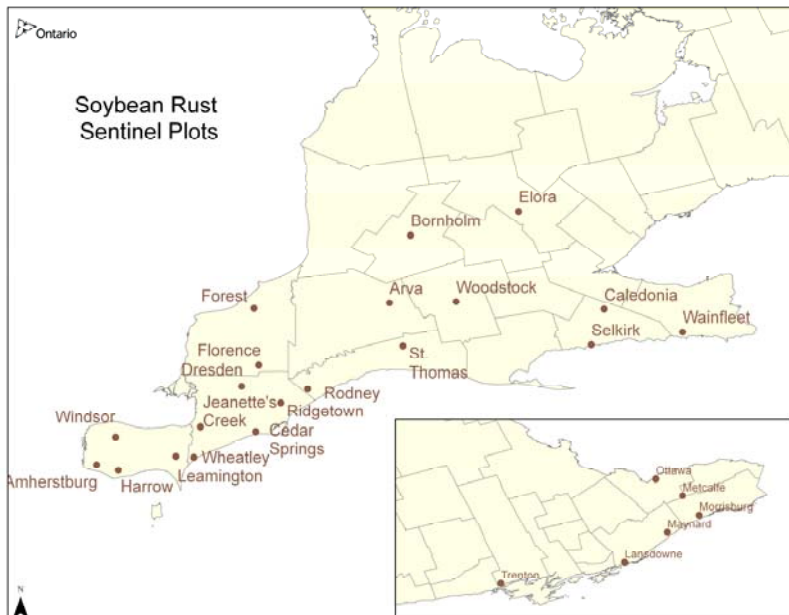 Ontario
Soybean Rust
Sentinel Plots
Elora
Bornholm
Forest
Arva
Woodstock
Caledonia
Selkirk
Wainfleet
Florence
Dresden
St.
Thomas
Rodney
Jeanette's
Creek
Ridgetown
Cedar
Springs
Windsor
Wheatley
Leamington
Amherstburg
Harrow
Ottawa
Metcalfe
Morrisburg
Maynard
Lansdowne
Trenton
N